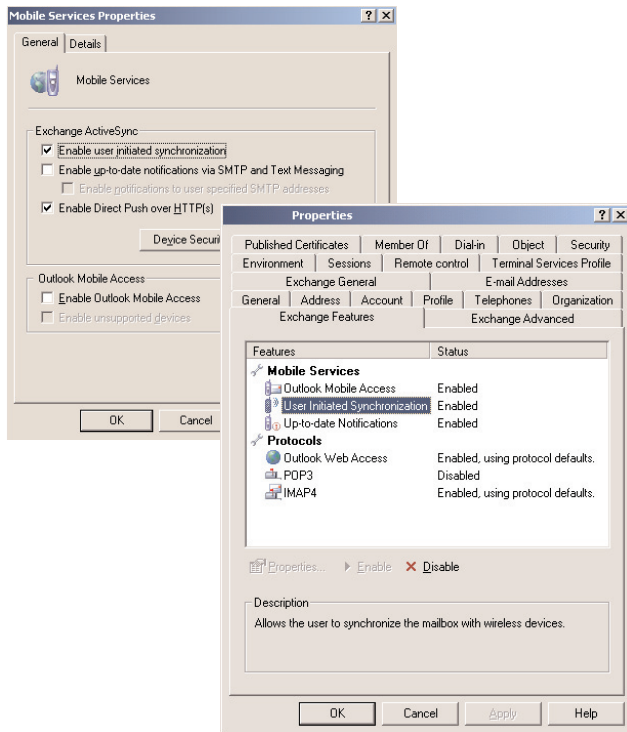 Mobile Services Properties
General Details
Mobile Services
Exchange ActiveSync
Enable user initiated synchronization
Enable up-to-date notifications via SMTP and Text Messaging
Enable notifications to user specified SMTP addresses
Enable Direct Push over HTTP(s)
Device Securi
Outlook Mobile Access
Enable Outlook Mobile Access
Enable unsupported devices
OK Cancel
Properties
Published Certificates Member Of Dial-in Object Security
Environment Sessions Remote control Terminal Services Profile
Exchange General E-mail Addresses
General Address Account Profile Telephones Organization
Exchange Features Exchange Advanced
Features Status
Mobile Services
Outlook Mobile Access Enabled
User Initiated Synchronization Enabled
Up-to-date Notifications Enabled
Protocols
Outlook Web Access Enabled, using protocol defaults.
POP3 Disabled
IMAP4 Enabled, using protocol defaults.
Properties... Enable Disable
Description
Allows the user to synchronize the mailbox with wireless devices.
OK Cancel Apply Help